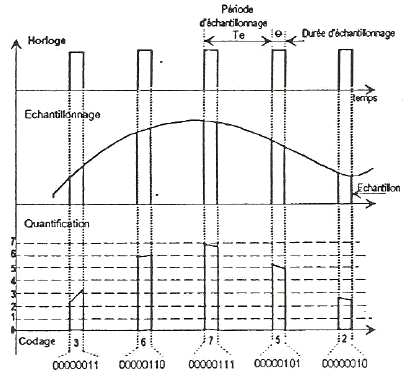 Période
d'échantillonnage
Horloge
Te
Θ
Durée d'échantillonnage
temps
Echantillonnage
Echantillon
Quantification
7
6
5
4
3
2
1
0
Codage 3 6 7 5 2
00000011 00000110 00000111 00000101 00000010